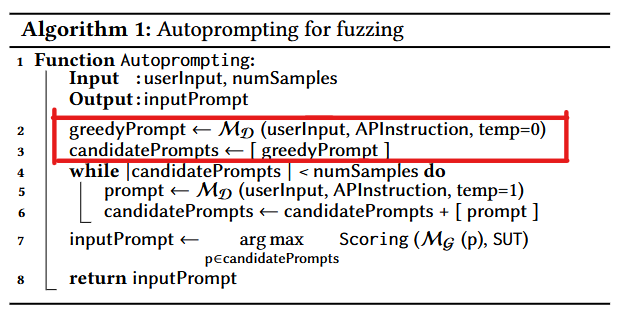 Algorithm 1: Autoprompting for fuzzing
1 Function Autoprompting:
Input : userInput, numSamples
Output: inputPrompt
2 greedyPrompt ← ℳ𝒟 (userInput, APInstruction, temp=0)
3 candidatePrompts ← [ greedyPrompt ]
4 while |candidatePrompts | < numSamples do
5 prompt ← ℳ𝒟 (userInput, APInstruction, temp=1)
6 candidatePrompts ← candidatePrompts + [ prompt ]
7 inputPrompt ← arg max Scoring (ℳ𝒢 (p), SUT)
p∈candidatePrompts
8 return inputPrompt